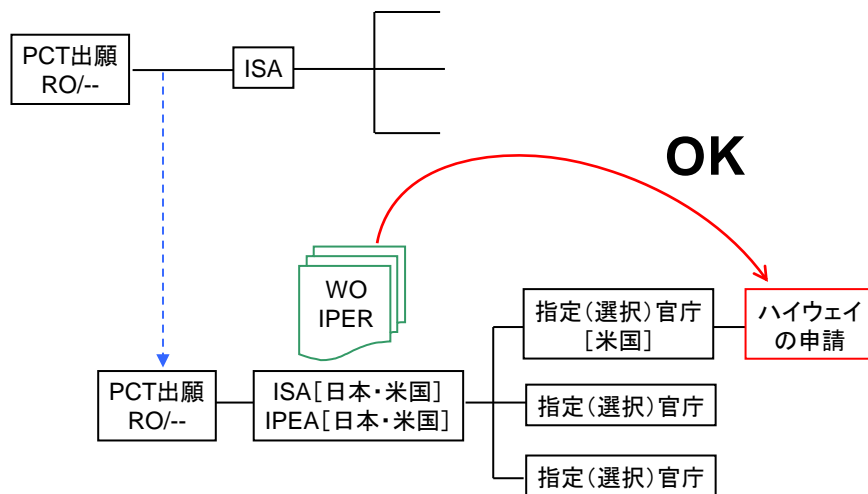 PCT出願
RO/--
ISA
OK
WO
IPER
指定(選択)官庁
[米国]
ハイウェイ
の申請
PCT出願
RO/--
ISA[日本・米国]
IPEA[日本・米国]
指定(選択)官庁
指定(選択)官庁